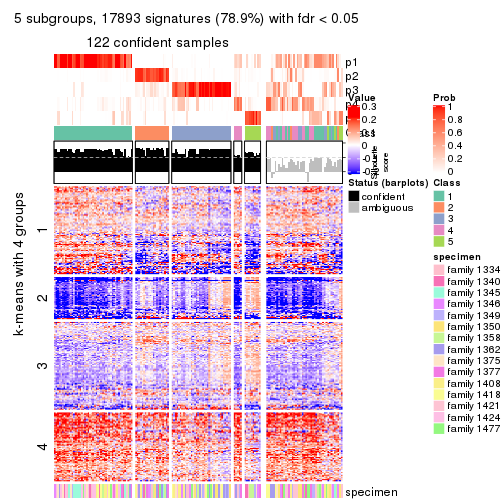 5 subgroups, 17893 signatures (78.9%) with fdr < 0.05
122 confident samples
p1
p2
p3
p4
Value
0.3
0.2
0.1
0
Silhouette
score
Prob
1
0.8
0.6
0.4
0.2
0
Status (barplots)
confident
ambiguous
Class
1
2
3
4
5
specimen
family 1334
family 1340
family 1345
family 1346
family 1349
family 1350
family 1358
family 1362
family 1375
family 1377
family 1408
family 1418
family 1421
family 1424
family 1477
k-means with 4 groups
1
2
3
4
specimen